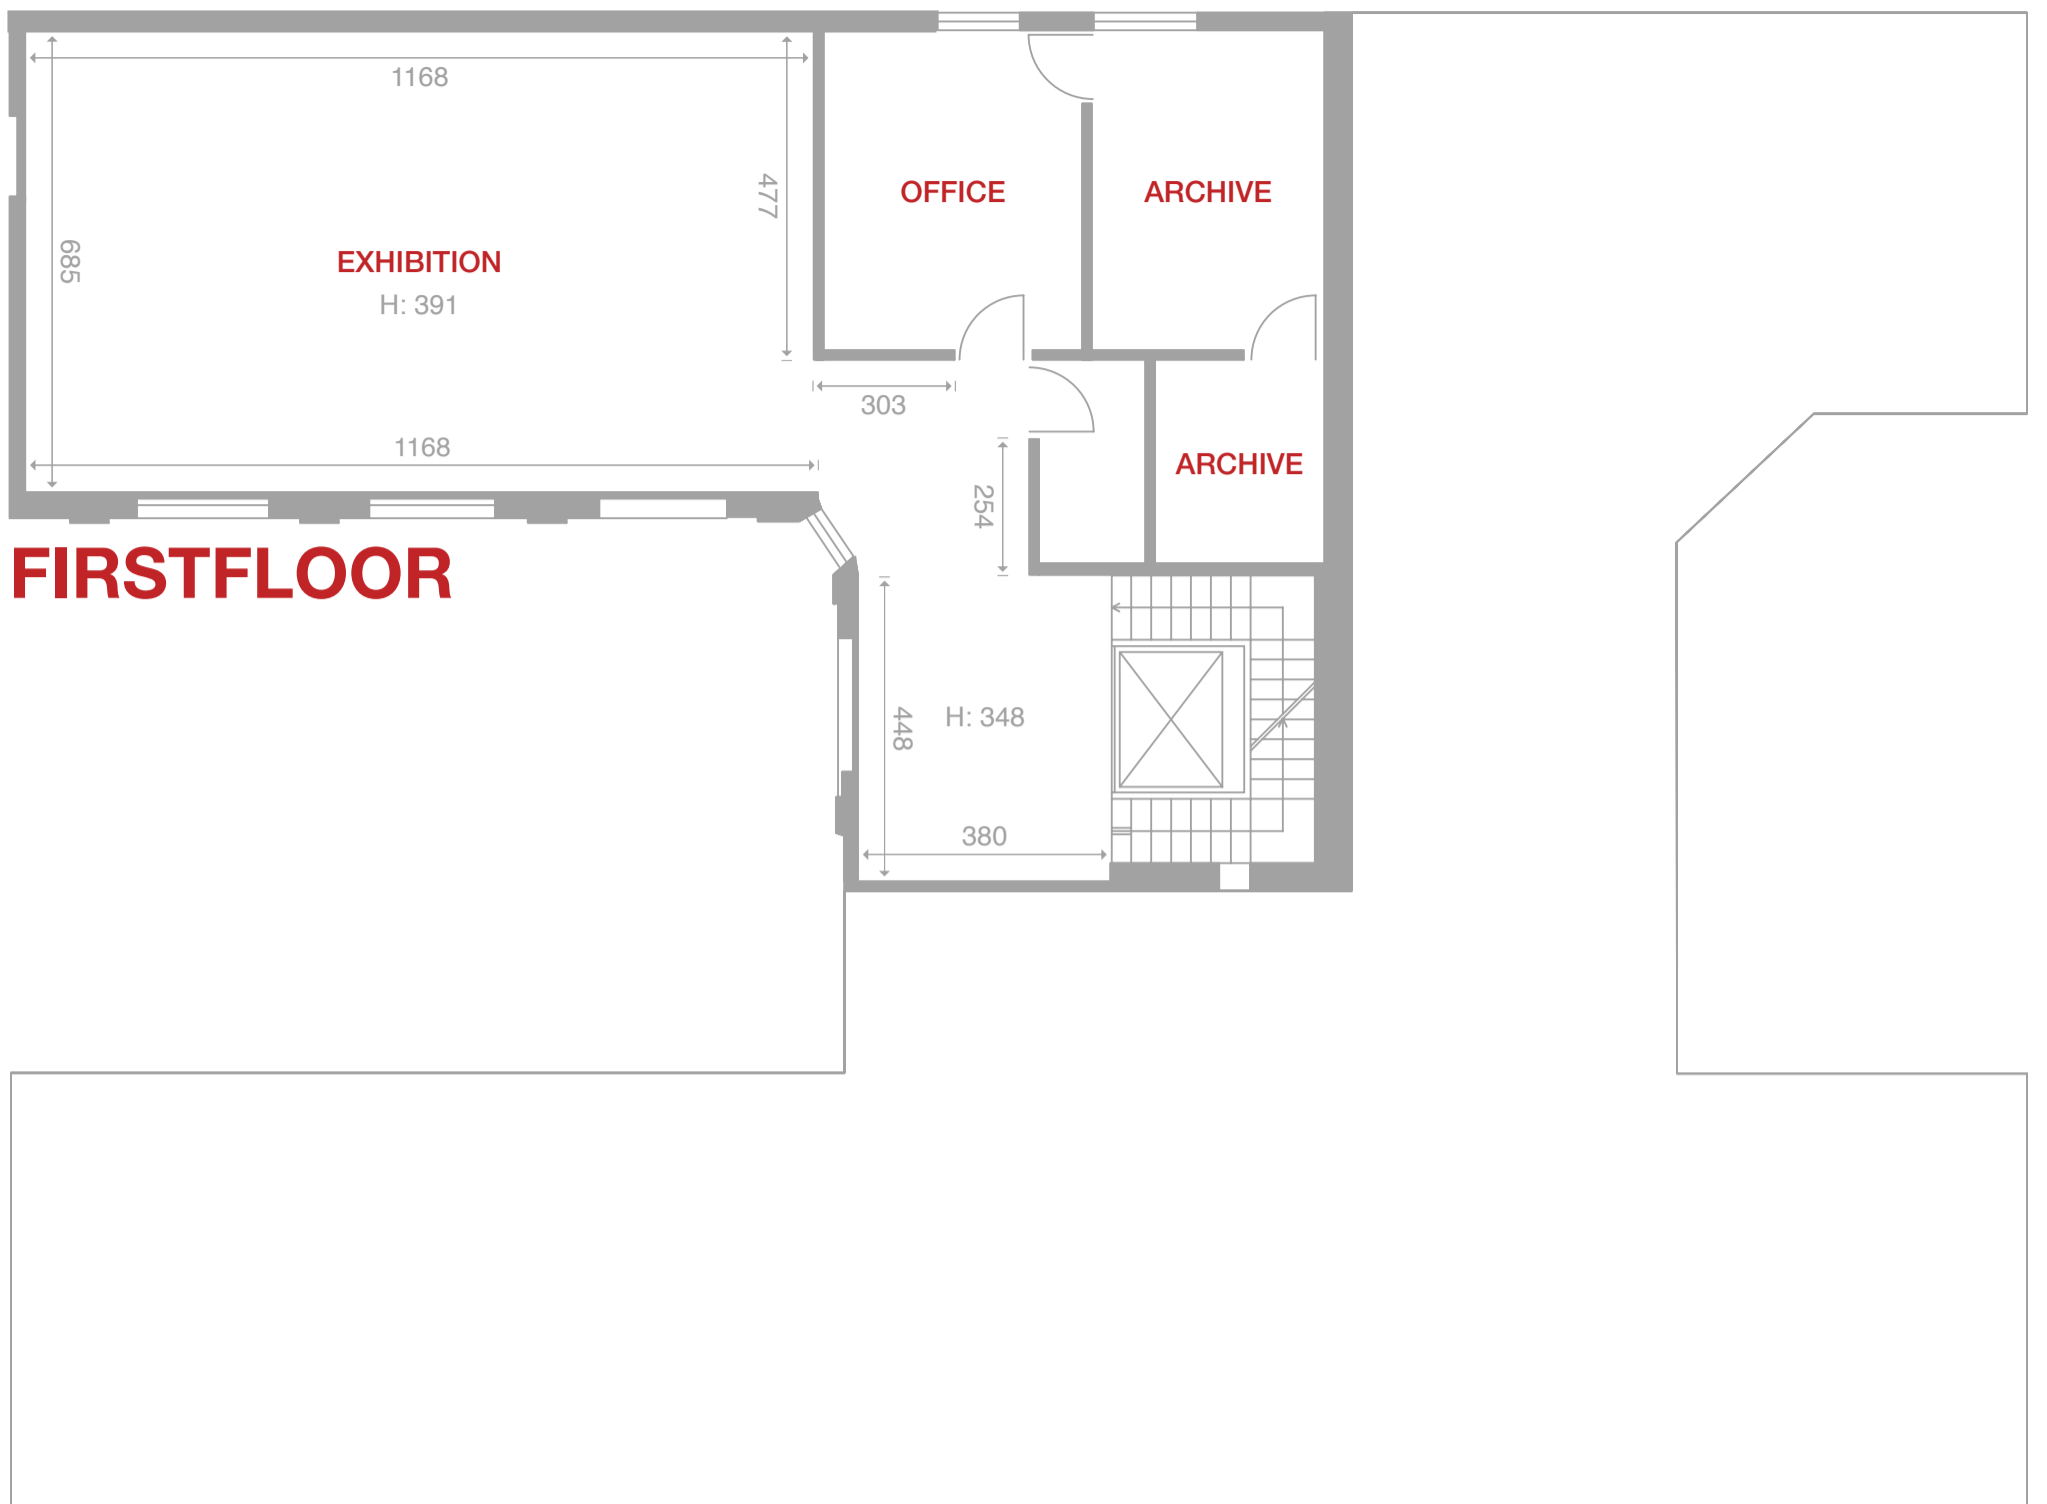 1168
477
OFFICE
ARCHIVE
685
EXHIBITION
H: 391
303
1168
254
ARCHIVE
FIRSTFLOOR
448
H: 348
380